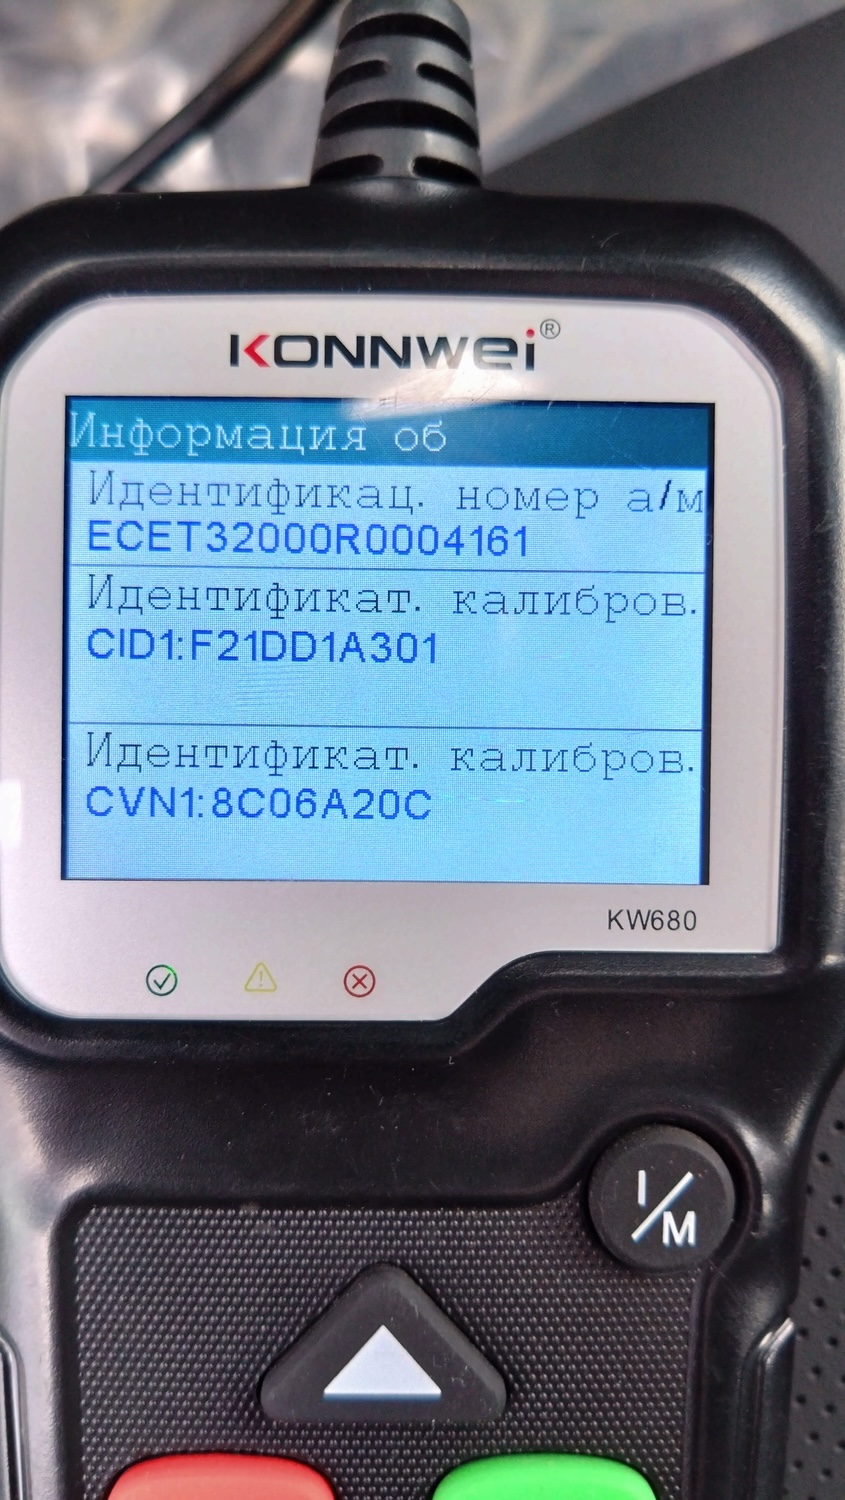 KONNWEI®
Информация об
Идентификац. номер а/м
ECET32000R0004161
Идентификат. калибров.
CID1:F21DD1A301
Идентификат. калибров.
CVN1:8C06A20C
KW680
I/M